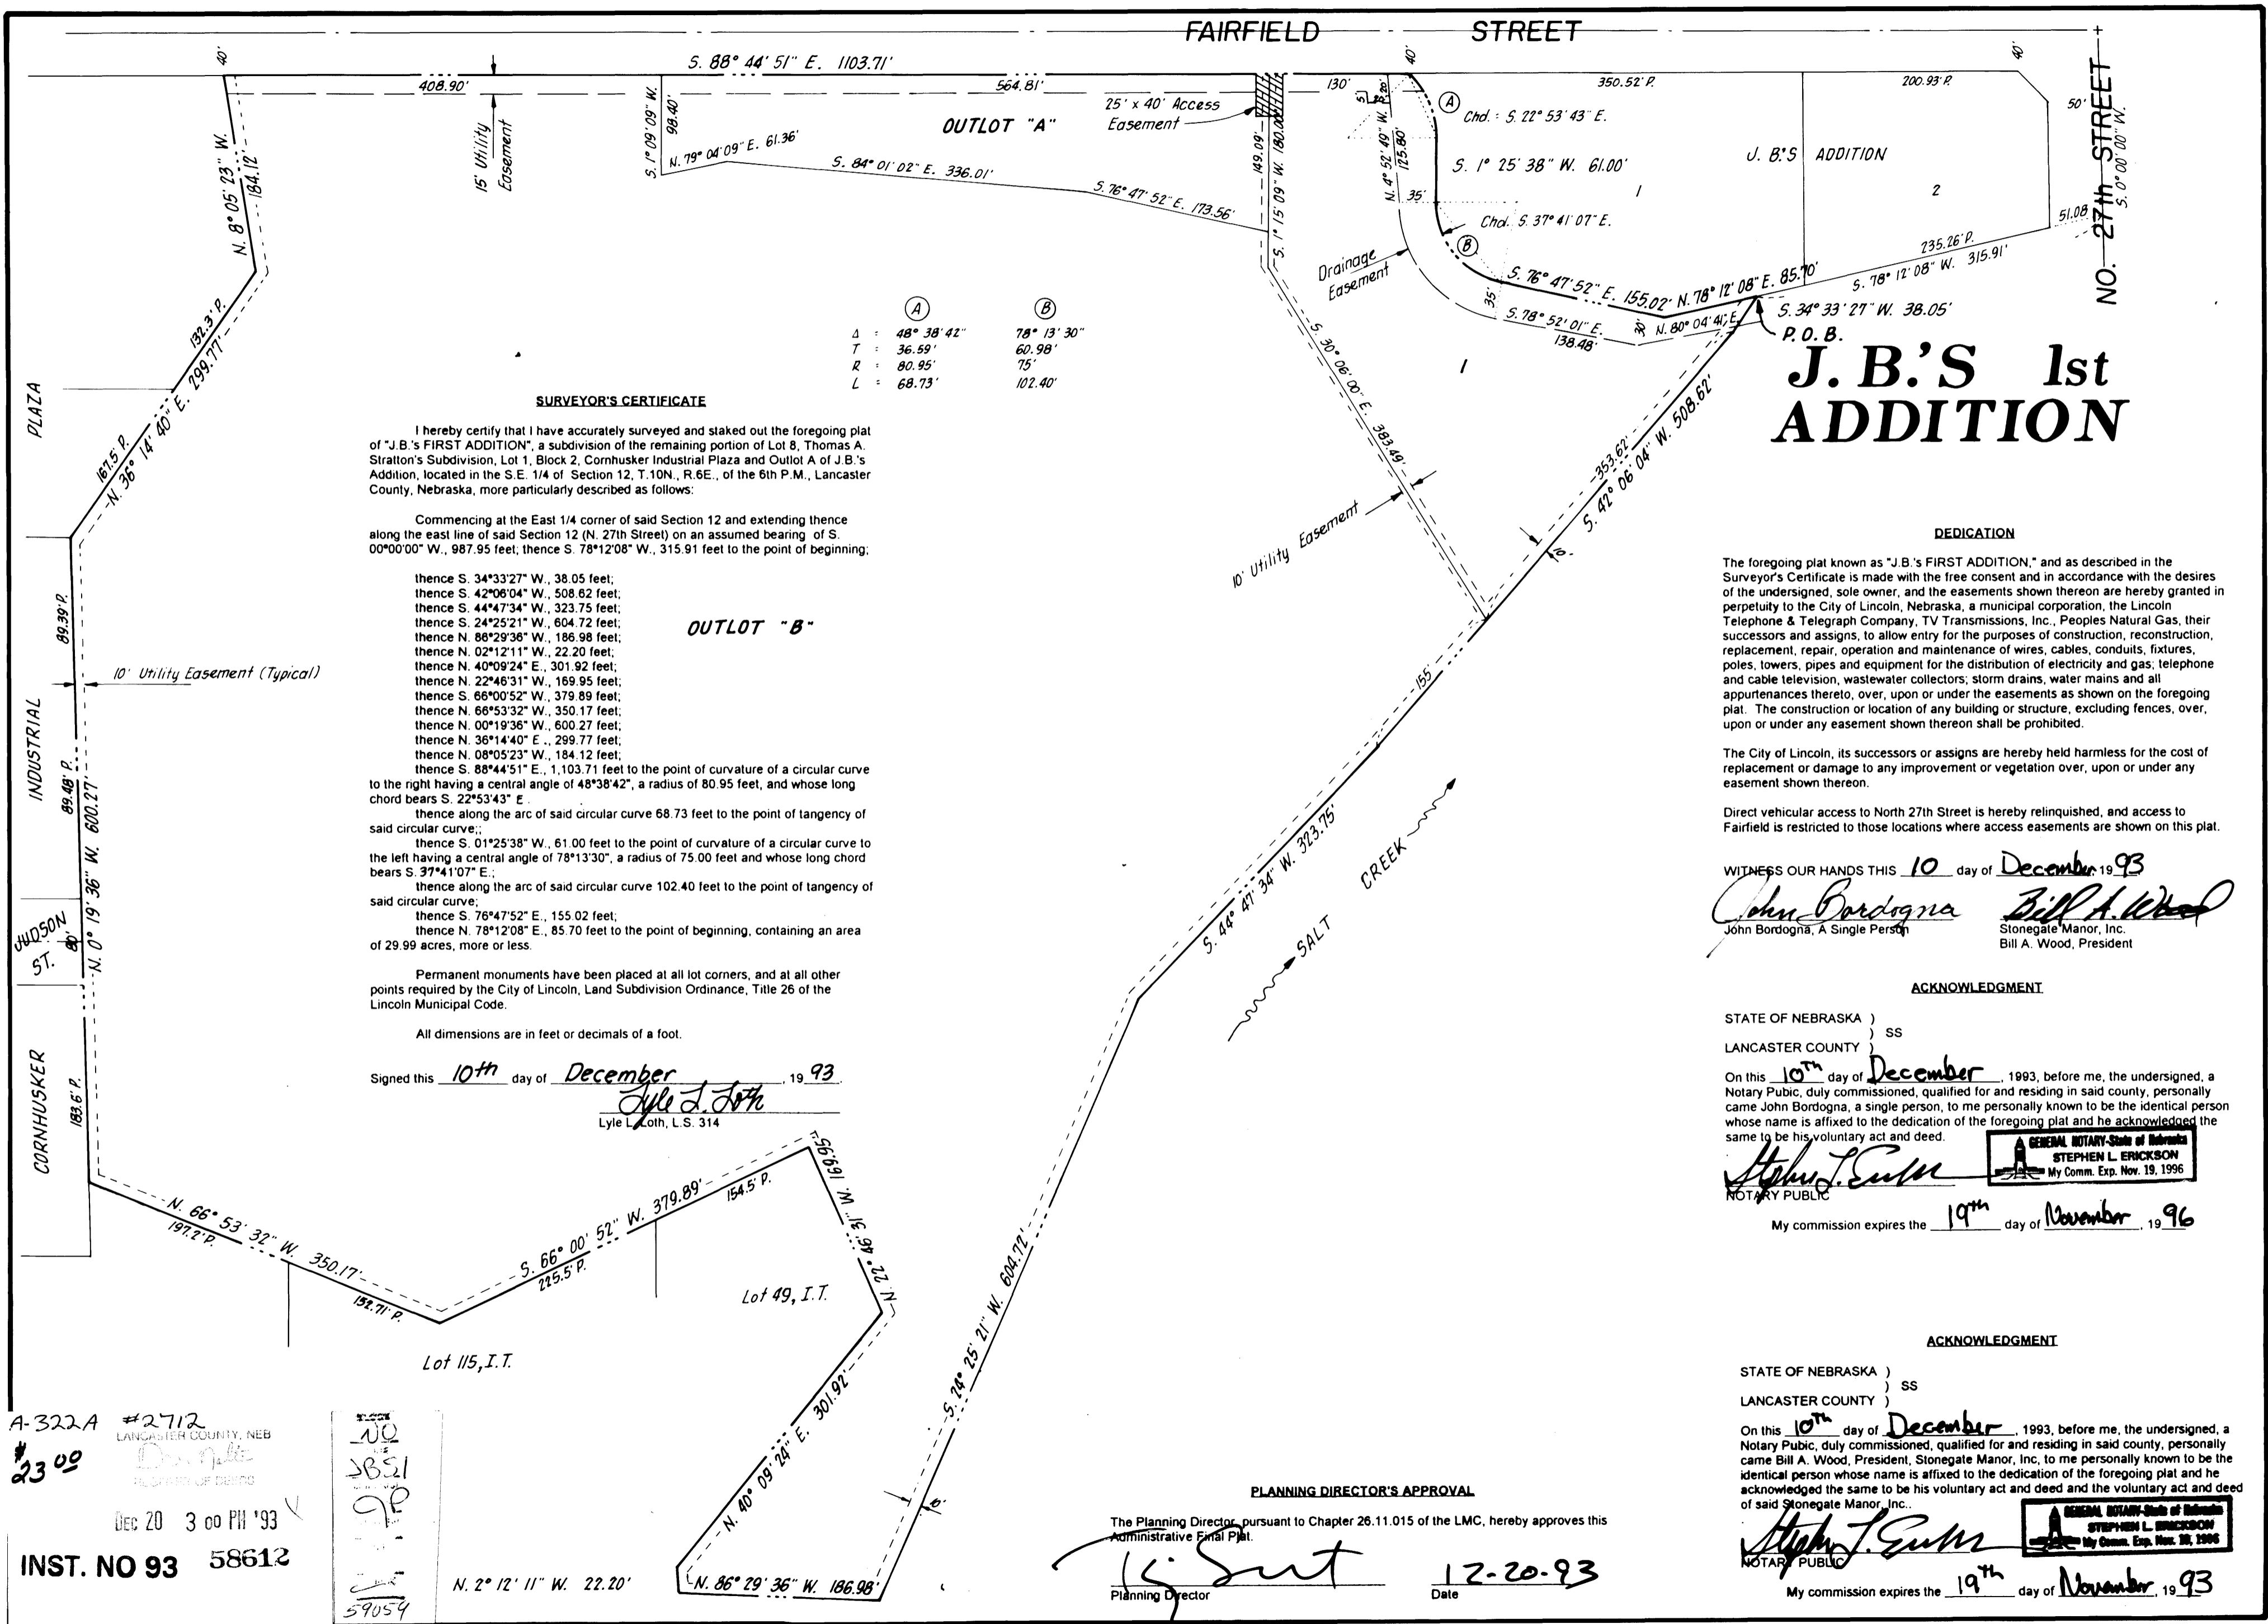 FAIRFIELD STREET
S. 88° 44' 51" E. 1103.71'
40'
408.90'
564.81'
130'
40'
350.52' P.
200.93' P.
40'
50'
NO. 27th STREET
S. 0° 00' 00" W.
15' Utility
Easement
S. 1° 09' 09" W.
98.40'
N. 79° 04' 09" E. 61.36'
OUTLOT "A"
25' x 40' Access
Easement
S. 84° 01' 02" E. 336.01'
S. 76° 47' 52" E. 173.56'
149.09'
S. 1° 15' 09" W. 180.00'
5'
20'
N. 4° 52' 49" W. P.
125.80'
35'
A
Chd. : S. 22° 53' 43" E.
S. 1° 25' 38" W. 61.00'
1
J. B.'S ADDITION
2
Chd. S. 37° 41' 07" E.
B
51.08
235.26' P.
S. 78° 12' 08" W. 315.91'
Drainage
Easement
35'
S. 76° 47' 52" E. 155.02' N. 78° 12' 08" E. 85.70'
S. 78° 52' 01" E.
138.48'
30'
N. 80° 04' 41" E.
S. 34° 33' 27" W. 38.05'
P.O.B.
J. B.'S 1st
ADDITION
N. 8° 05' 23" W.
184.12'
132.3' P.
299.77'
167.5' P.
N. 36° 14' 40" E.
A B
Δ : 48° 38' 42" 78° 13' 30"
T : 36.59' 60.98'
R : 80.95' 75'
L : 68.73' 102.40'
1
S. 30° 06' 00" E. 383.49'
10' Utility Easement
353.62'
S. 42° 06' 04" W. 508.62'
10'
155'
S. 44° 47' 34" W. 323.75'
SALT CREEK
PLAZA
INDUSTRIAL
CORNHUSKER
JUDSON
ST.
80'
89.39' P.
89.48' P.
183.6' P.
N. 0° 19' 36" W. 600.27'
10' Utility Easement (Typical)
SURVEYOR'S CERTIFICATE
I hereby certify that I have accurately surveyed and staked out the foregoing plat
of "J.B.'s FIRST ADDITION", a subdivision of the remaining portion of Lot 8, Thomas A.
Stratton's Subdivision, Lot 1, Block 2, Cornhusker Industrial Plaza and Outlot A of J.B.'s
Addition, located in the S.E. 1/4 of Section 12, T.10N., R.6E., of the 6th P.M., Lancaster
County, Nebraska, more particularly described as follows:
Commencing at the East 1/4 corner of said Section 12 and extending thence
along the east line of said Section 12 (N. 27th Street) on an assumed bearing of S.
00°00'00" W., 987.95 feet; thence S. 78°12'08" W., 315.91 feet to the point of beginning;
thence S. 34°33'27" W., 38.05 feet;
thence S. 42°06'04" W., 508.62 feet;
thence S. 44°47'34" W., 323.75 feet;
thence S. 24°25'21" W., 604.72 feet;
thence N. 86°29'36" W., 186.98 feet;
thence N. 02°12'11" W., 22.20 feet;
thence N. 40°09'24" E., 301.92 feet;
thence N. 22°46'31" W., 169.95 feet;
thence S. 66°00'52" W., 379.89 feet;
thence N. 66°53'32" W., 350.17 feet;
thence N. 00°19'36" W., 600.27 feet;
thence N. 36°14'40" E ., 299.77 feet;
thence N. 08°05'23" W., 184.12 feet;
thence S. 88°44'51" E., 1,103.71 feet to the point of curvature of a circular curve
to the right having a central angle of 48°38'42", a radius of 80.95 feet, and whose long
chord bears S. 22°53'43" E .
thence along the arc of said circular curve 68.73 feet to the point of tangency of
said circular curve;;
thence S. 01°25'38" W., 61.00 feet to the point of curvature of a circular curve to
the left having a central angle of 78°13'30", a radius of 75.00 feet and whose long chord
bears S. 37°41'07" E.;
thence along the arc of said circular curve 102.40 feet to the point of tangency of
said circular curve;
thence S. 76°47'52" E., 155.02 feet;
thence N. 78°12'08" E., 85.70 feet to the point of beginning, containing an area
of 29.99 acres, more or less.
Permanent monuments have been placed at all lot corners, and at all other
points required by the City of Lincoln, Land Subdivision Ordinance, Title 26 of the
Lincoln Municipal Code.
All dimensions are in feet or decimals of a foot.
Signed this 10th day of December , 19 93.
Lyle L. Loth
Lyle L. Loth, L.S. 314
OUTLOT "B"
DEDICATION
The foregoing plat known as "J.B.'s FIRST ADDITION," and as described in the
Surveyor's Certificate is made with the free consent and in accordance with the desires
of the undersigned, sole owner, and the easements shown thereon are hereby granted in
perpetuity to the City of Lincoln, Nebraska, a municipal corporation, the Lincoln
Telephone & Telegraph Company, TV Transmissions, Inc., Peoples Natural Gas, their
successors and assigns, to allow entry for the purposes of construction, reconstruction,
replacement, repair, operation and maintenance of wires, cables, conduits, fixtures,
poles, towers, pipes and equipment for the distribution of electricity and gas; telephone
and cable television, wastewater collectors; storm drains, water mains and all
appurtenances thereto, over, upon or under the easements as shown on the foregoing
plat. The construction or location of any building or structure, excluding fences, over,
upon or under any easement shown thereon shall be prohibited.
The City of Lincoln, its successors or assigns are hereby held harmless for the cost of
replacement or damage to any improvement or vegetation over, upon or under any
easement shown thereon.
Direct vehicular access to North 27th Street is hereby relinquished, and access to
Fairfield is restricted to those locations where access easements are shown on this plat.
WITNESS OUR HANDS THIS 10 day of December 19 93
John Bordogna Bill A. Wood
John Bordogna, A Single Person
Stonegate Manor, Inc.
Bill A. Wood, President
ACKNOWLEDGMENT
STATE OF NEBRASKA )
) SS
LANCASTER COUNTY )
On this 10th day of December , 1993, before me, the undersigned, a
Notary Pubic, duly commissioned, qualified for and residing in said county, personally
came John Bordogna, a single person, to me personally known to be the identical person
whose name is affixed to the dedication of the foregoing plat and he acknowledged the
same to be his voluntary act and deed.
GENERAL NOTARY-State of Nebraska
STEPHEN L. ERICKSON
My Comm. Exp. Nov. 19, 1996
NOTARY PUBLIC
My commission expires the 19th day of November , 19 96
ACKNOWLEDGMENT
STATE OF NEBRASKA )
) SS
LANCASTER COUNTY )
On this 10th day of December , 1993, before me, the undersigned, a
Notary Pubic, duly commissioned, qualified for and residing in said county, personally
came Bill A. Wood, President, Stonegate Manor, Inc, to me personally known to be the
identical person whose name is affixed to the dedication of the foregoing plat and he
acknowledged the same to be his voluntary act and deed and the voluntary act and deed
of said Stonegate Manor, Inc..
GENERAL NOTARY-State of Nebraska
STEPHEN L. ERICKSON
My Comm. Exp. Nov. 19, 1996
NOTARY PUBLIC
My commission expires the 19th day of November , 19 93
N. 66° 53' 32" W. 350.17'
197.2' P.
152.71' P.
S. 66° 00' 52" W. 379.89'
225.5' P.
154.5' P.
N. 22° 46' 31" W. 169.95'
Lot 49, I.T.
Lot 115, I.T.
N. 40° 09' 24" E. 301.92'
S. 24° 25' 21" W. 604.72'
10'
N. 2° 12' 11" W. 22.20'
N. 86° 29' 36" W. 186.98'
PLANNING DIRECTOR'S APPROVAL
The Planning Director, pursuant to Chapter 26.11.015 of the LMC, hereby approves this
Administrative Final Plat.
12-20-93
Planning Director Date
A-322A #2712
$23 00
LANCASTER COUNTY, NEB
REGISTER OF DEEDS
DEC 20 3 00 PM '93
INST. NO 93 58612
NO
JBS1
59059